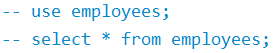 -- use employees;
-- select * from employees;